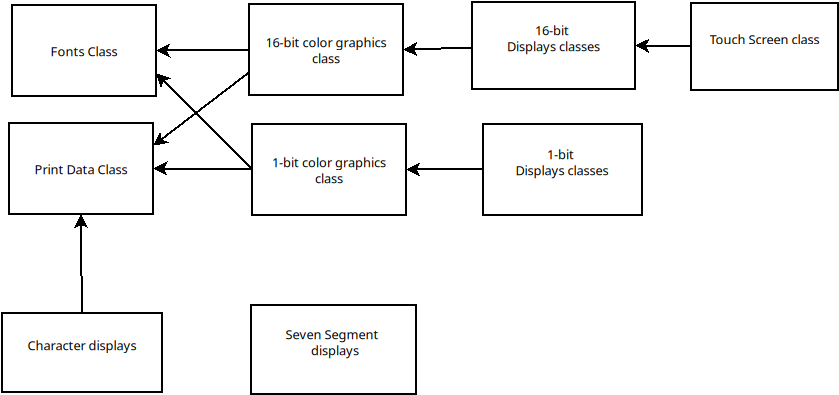 Fonts Class
16-bit color graphics
class
16-bit
Displays classes
Touch Screen class
Print Data Class
1-bit color graphics
class
1-bit
Displays classes
Character displays
Seven Segment
displays